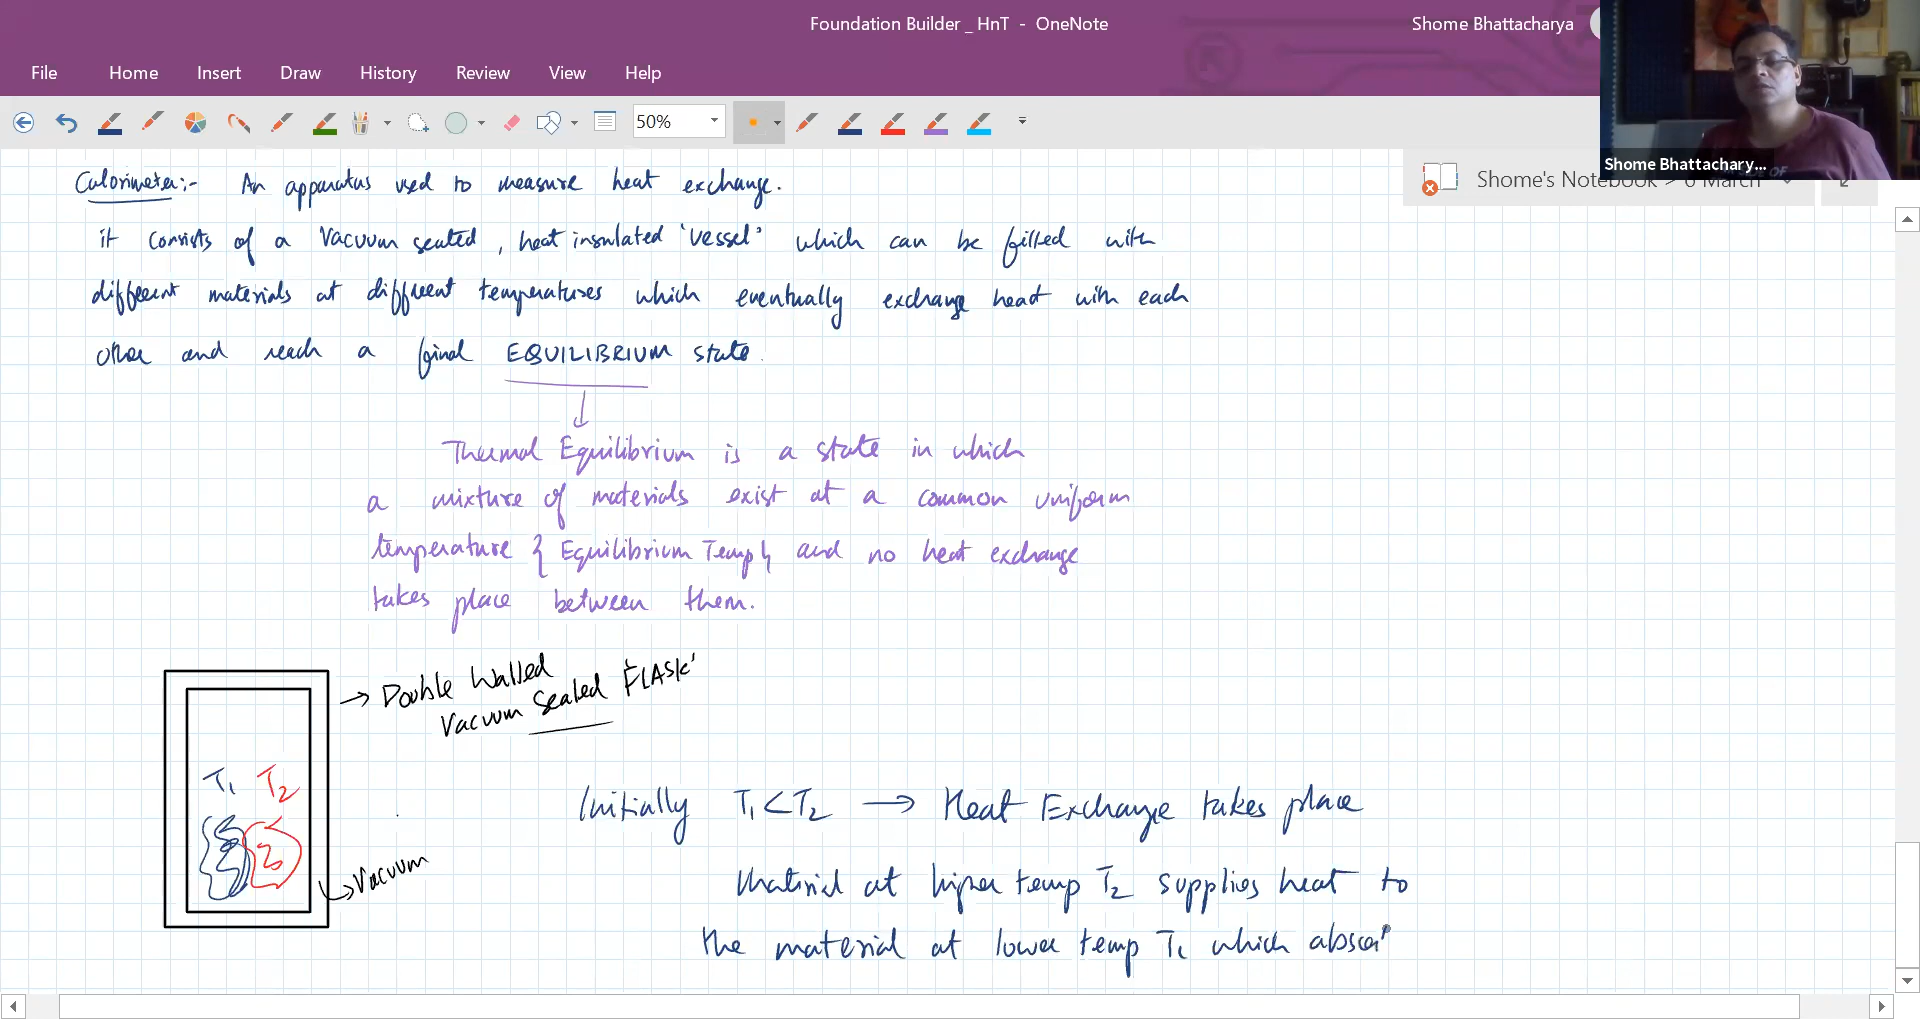 Foundation Builder _ HnT - OneNote
Shome Bhattacharya
File Home Insert Draw History Review View Help
50%
Shome Bhattachary...
Shome's Notebook > 6 March
Calorimeter:- An apparatus used to measure heat exchange.
it consists of a Vacuum sealed, heat insulated 'vessel' which can be filled with
different materials at different temperatures which eventually exchange heat with each
other and reach a final EQUILIBRIUM state.
Thermal Equilibrium is a state in which
a mixture of materials exist at a common uniform
temperature { Equilibrium Temp } and no heat exchange
takes place between them.
→ Double Walled
Vacuum Sealed 'FLASK'
T1 T2
Vacuum
Initially T1 < T2 → Heat Exchange takes place
Material at higher temp T2 supplies heat to
the material at lower temp T1 which